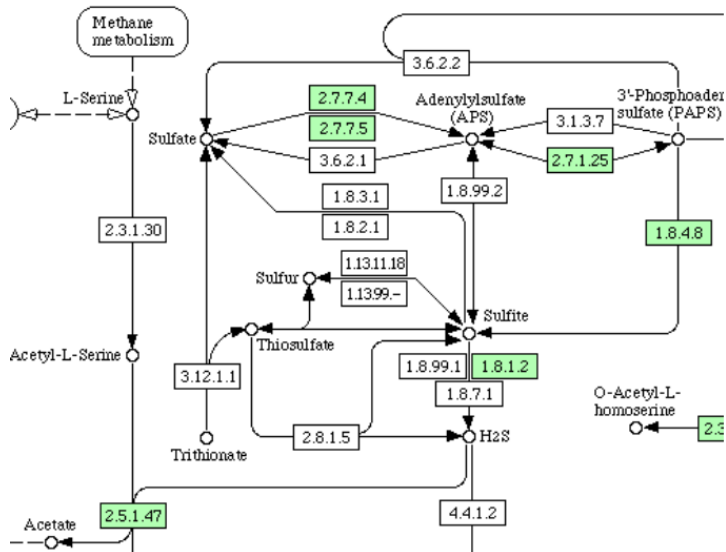 Methane
metabolism
3.6.2.2
L-Serine
2.7.7.4
Adenylylsulfate
(APS)
3'-Phosphoaden
sulfate (PAPS)
2.7.7.5
3.1.3.7
Sulfate
3.6.2.1
2.7.1.25
1.8.99.2
1.8.3.1
2.3.1.30
1.8.2.1
1.8.4.8
1.13.11.18
Sulfur
1.13.99.-
Sulfite
Thiosulfate
Acetyl-L-Serine
1.8.99.1
1.8.1.2
3.12.1.1
1.8.7.1
O-Acetyl-L-
homoserine
2.8.1.5
H2S
2.3
Trithionate
2.5.1.47
4.4.1.2
Acetate